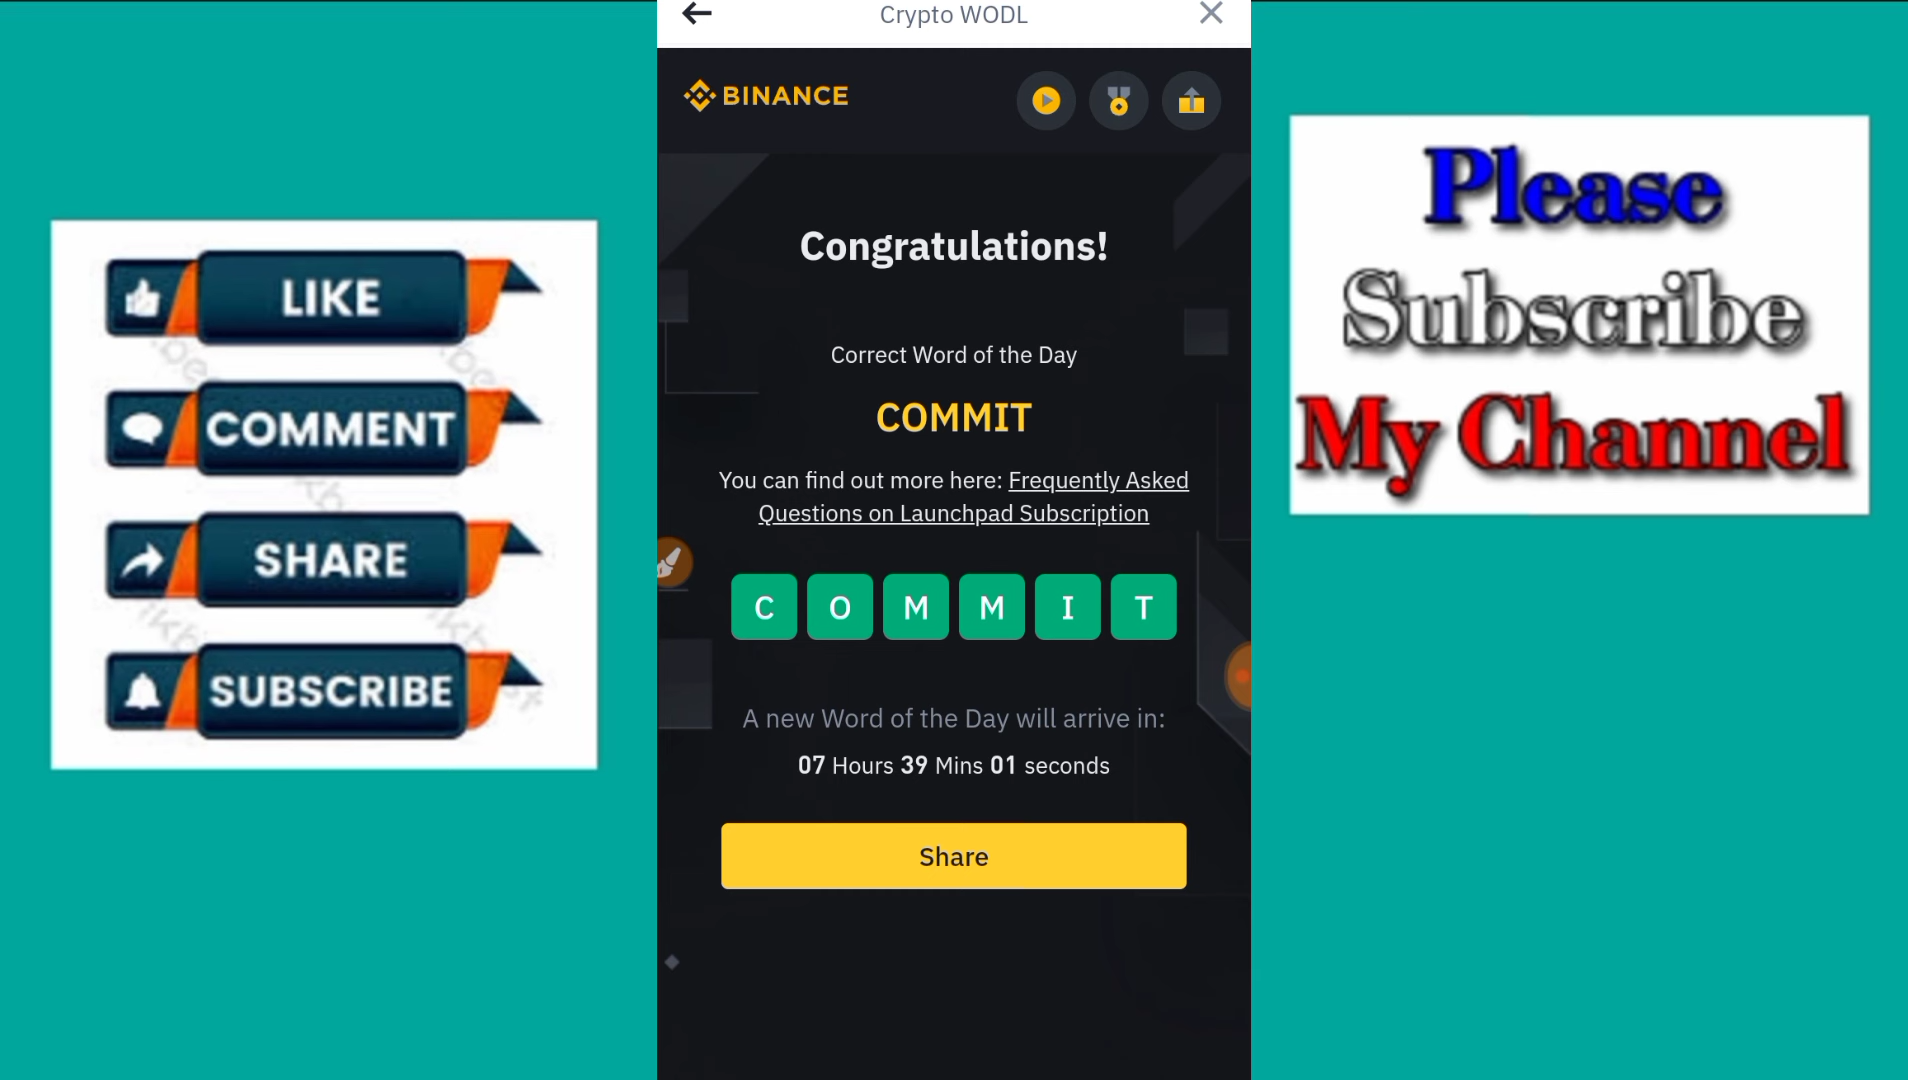 Crypto WODL
BINANCE
Congratulations!
Correct Word of the Day
COMMIT
You can find out more here: Frequently Asked
Questions on Launchpad Subscription
C O M M I T
A new Word of the Day will arrive in:
07 Hours 39 Mins 01 seconds
Share
LIKE
COMMENT
SHARE
SUBSCRIBE
Please
Subscribe
My Channel